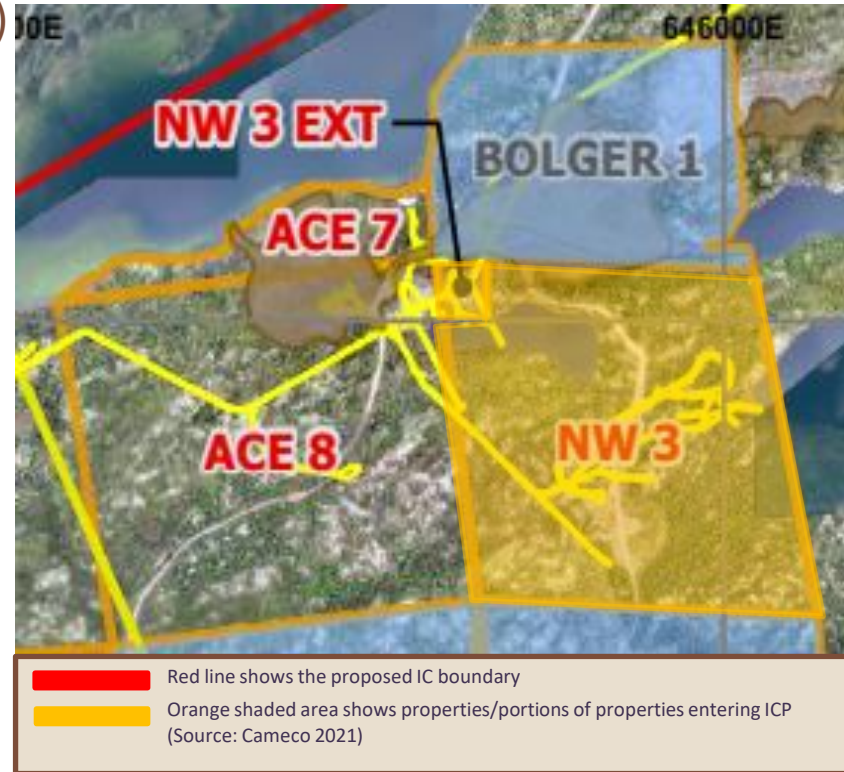 )
00E
646000E
NW 3 EXT
BOLGER 1
ACE 7
ACE 8
NW 3
Red line shows the proposed IC boundary
Orange shaded area shows properties/portions of properties entering ICP
(Source: Cameco 2021)